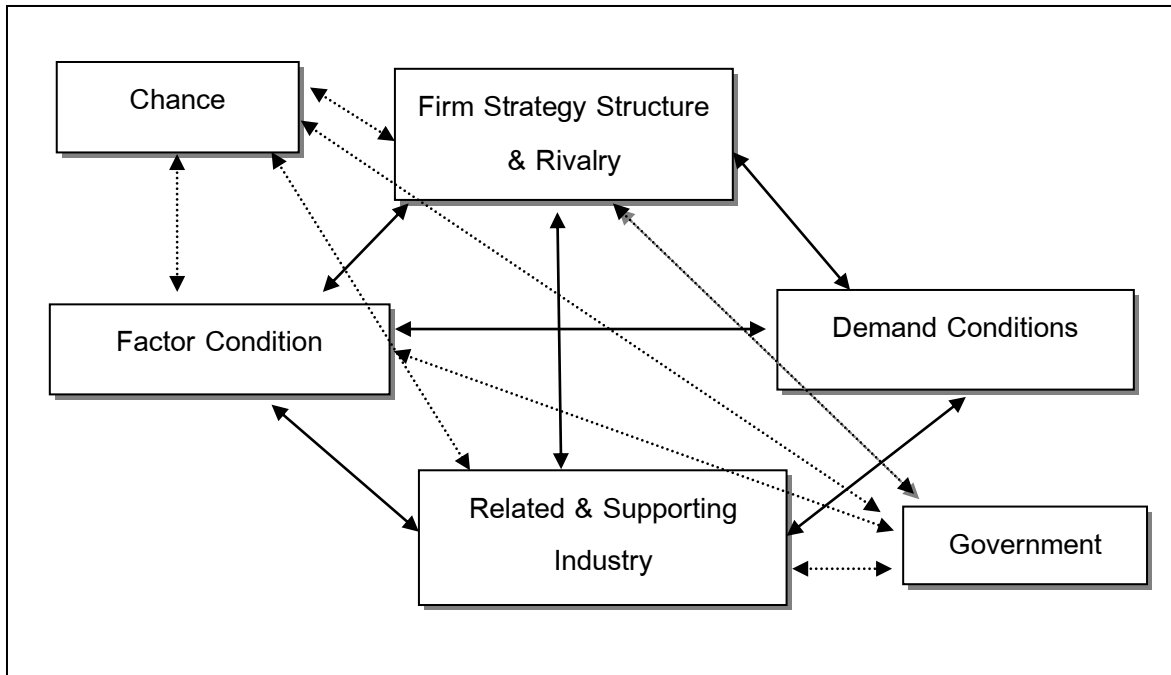 Chance
Firm Strategy Structure
& Rivalry
Factor Condition
Demand Conditions
Related & Supporting
Industry
Government